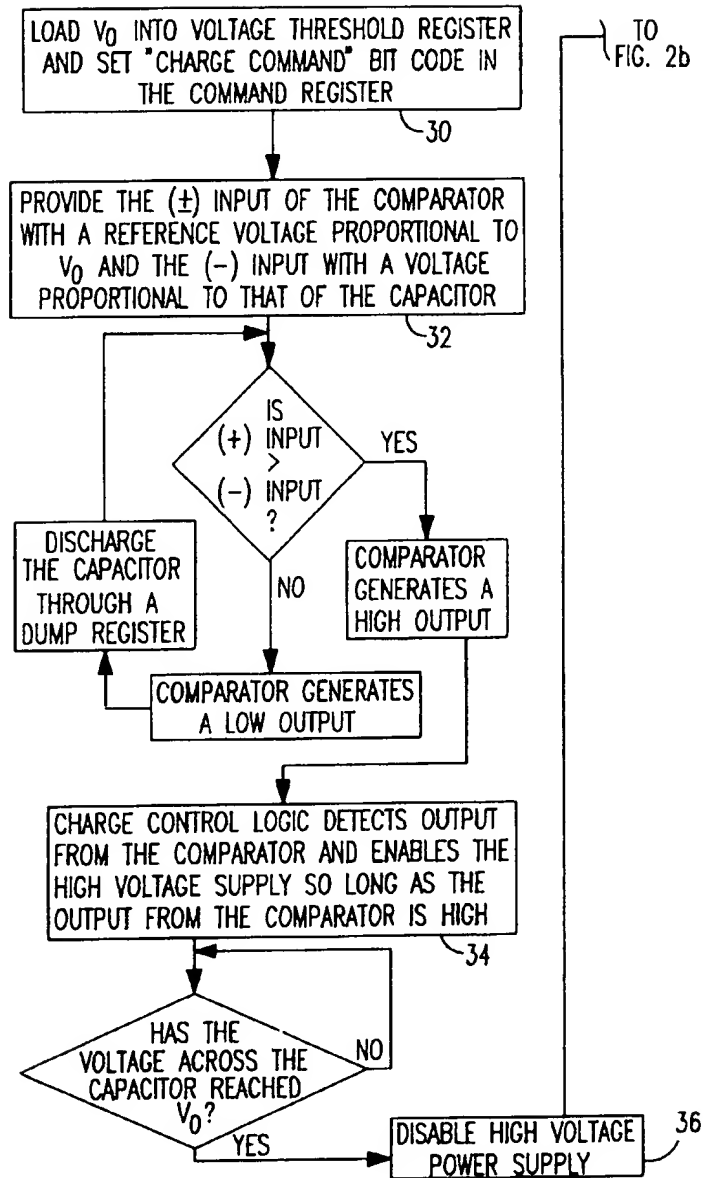 LOAD V0 INTO VOLTAGE THRESHOLD REGISTER
AND SET "CHARGE COMMAND" BIT CODE IN
THE COMMAND REGISTER
30
TO
FIG. 2b
PROVIDE THE (±) INPUT OF THE COMPARATOR
WITH A REFERENCE VOLTAGE PROPORTIONAL TO
V0 AND THE (−) INPUT WITH A VOLTAGE
PROPORTIONAL TO THAT OF THE CAPACITOR
32
IS
(+) INPUT
>
(−) INPUT
?
YES
NO
DISCHARGE
THE CAPACITOR
THROUGH A
DUMP REGISTER
COMPARATOR
GENERATES A
HIGH OUTPUT
COMPARATOR GENERATES
A LOW OUTPUT
CHARGE CONTROL LOGIC DETECTS OUTPUT
FROM THE COMPARATOR AND ENABLES THE
HIGH VOLTAGE SUPPLY SO LONG AS THE
OUTPUT FROM THE COMPARATOR IS HIGH
34
HAS THE
VOLTAGE ACROSS THE
CAPACITOR REACHED
V0?
NO
YES
DISABLE HIGH VOLTAGE
POWER SUPPLY
36